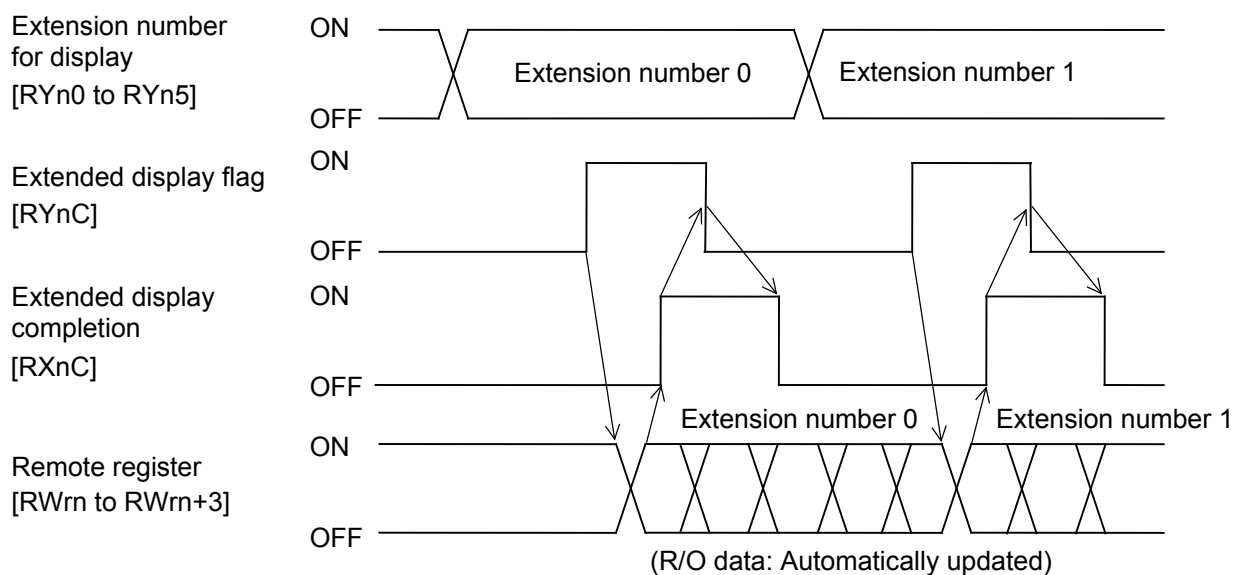 Extension number
for display
[RYn0 to RYn5]
ON
OFF
Extension number 0
Extension number 1
Extended display flag
[RYnC]
ON
OFF
Extended display
completion
[RXnC]
ON
OFF
Extension number 0
Extension number 1
Remote register
[RWrn to RWrn+3]
ON
OFF
(R/O data: Automatically updated)